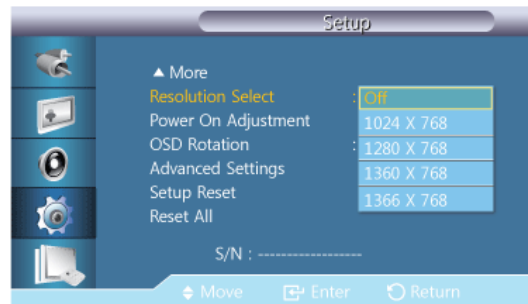 Setup
▲ More
Resolution Select : Off
Power On Adjustment 1024 X 768
OSD Rotation : 1280 X 768
Advanced Settings 1360 X 768
Setup Reset 1366 X 768
Reset All
S/N : ------------------
Move Enter Return